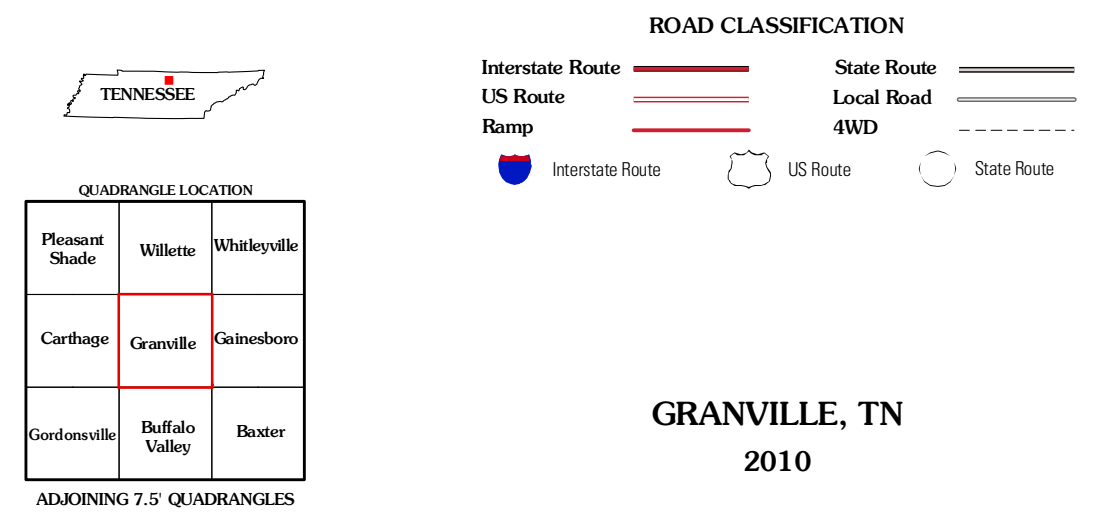 TENNESSEE
QUADRANGLE LOCATION
Pleasant
Shade
Willette
Whitleyville
Carthage
Granville
Gainesboro
Gordonsville
Buffalo
Valley
Baxter
ADJOINING 7.5' QUADRANGLES
ROAD CLASSIFICATION
Interstate Route
State Route
US Route
Local Road
Ramp
4WD
Interstate Route
US Route
State Route
GRANVILLE, TN
2010